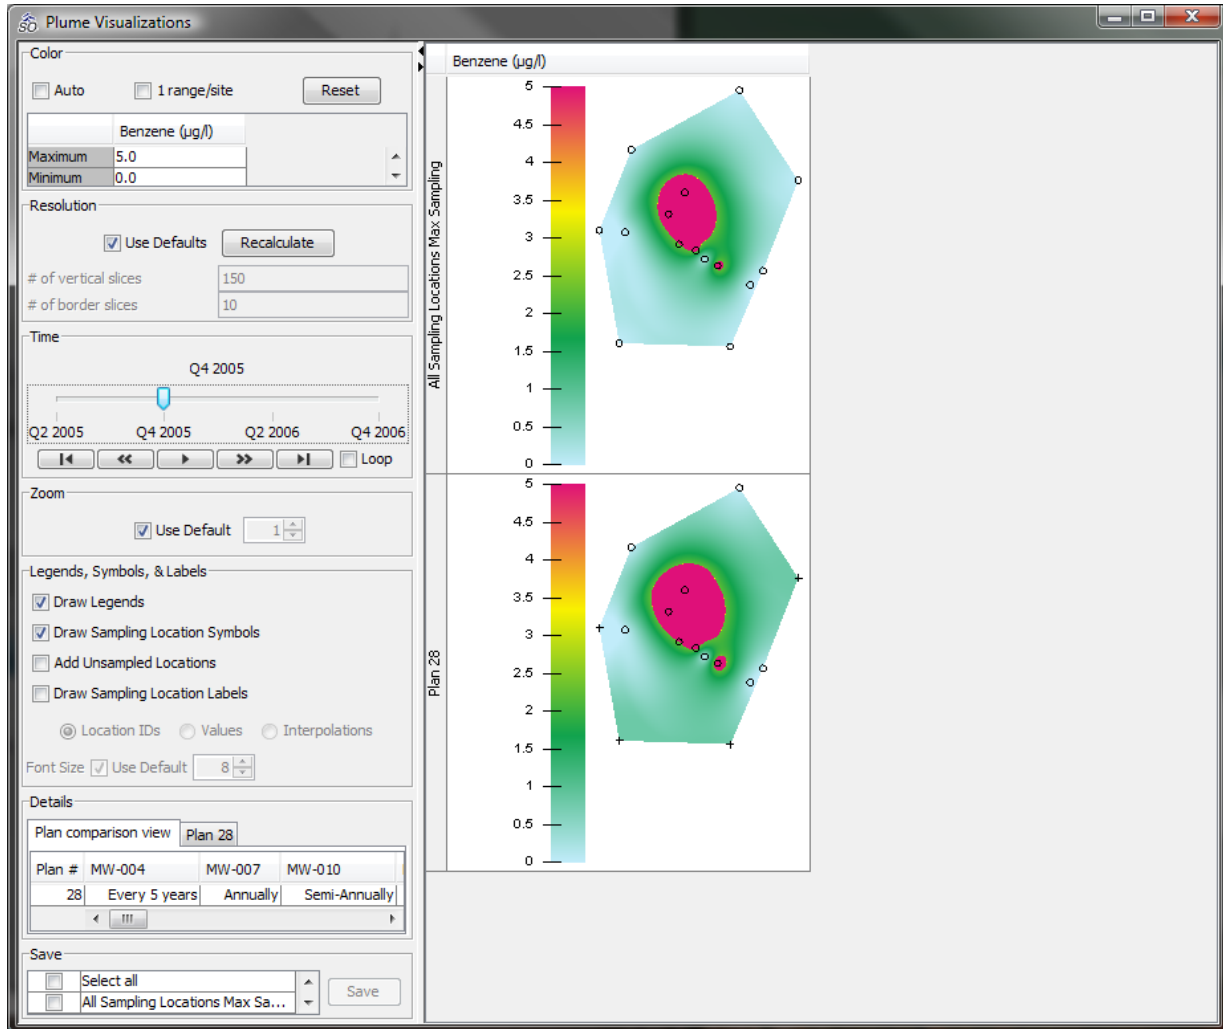 SO Plume Visualizations
Color
Auto
1 range/site
Reset
Benzene (µg/l)
Maximum 5.0
Minimum 0.0
Resolution
Use Defaults
Recalculate
# of vertical slices 150
# of border slices 10
Time
Q4 2005
Q2 2005 Q4 2005 Q2 2006 Q4 2006
Loop
Zoom
Use Default 1
Legends, Symbols, & Labels
Draw Legends
Draw Sampling Location Symbols
Add Unsampled Locations
Draw Sampling Location Labels
Location IDs Values Interpolations
Font Size Use Default 8
Details
Plan comparison view Plan 28
Plan # MW-004 MW-007 MW-010
28 Every 5 years Annually Semi-Annually
Save
Select all
All Sampling Locations Max Sa...
Save
Benzene (µg/l)
All Sampling Locations Max Sampling
5
4.5
4
3.5
3
2.5
2
1.5
1
0.5
0
Plan 28
5
4.5
4
3.5
3
2.5
2
1.5
1
0.5
0